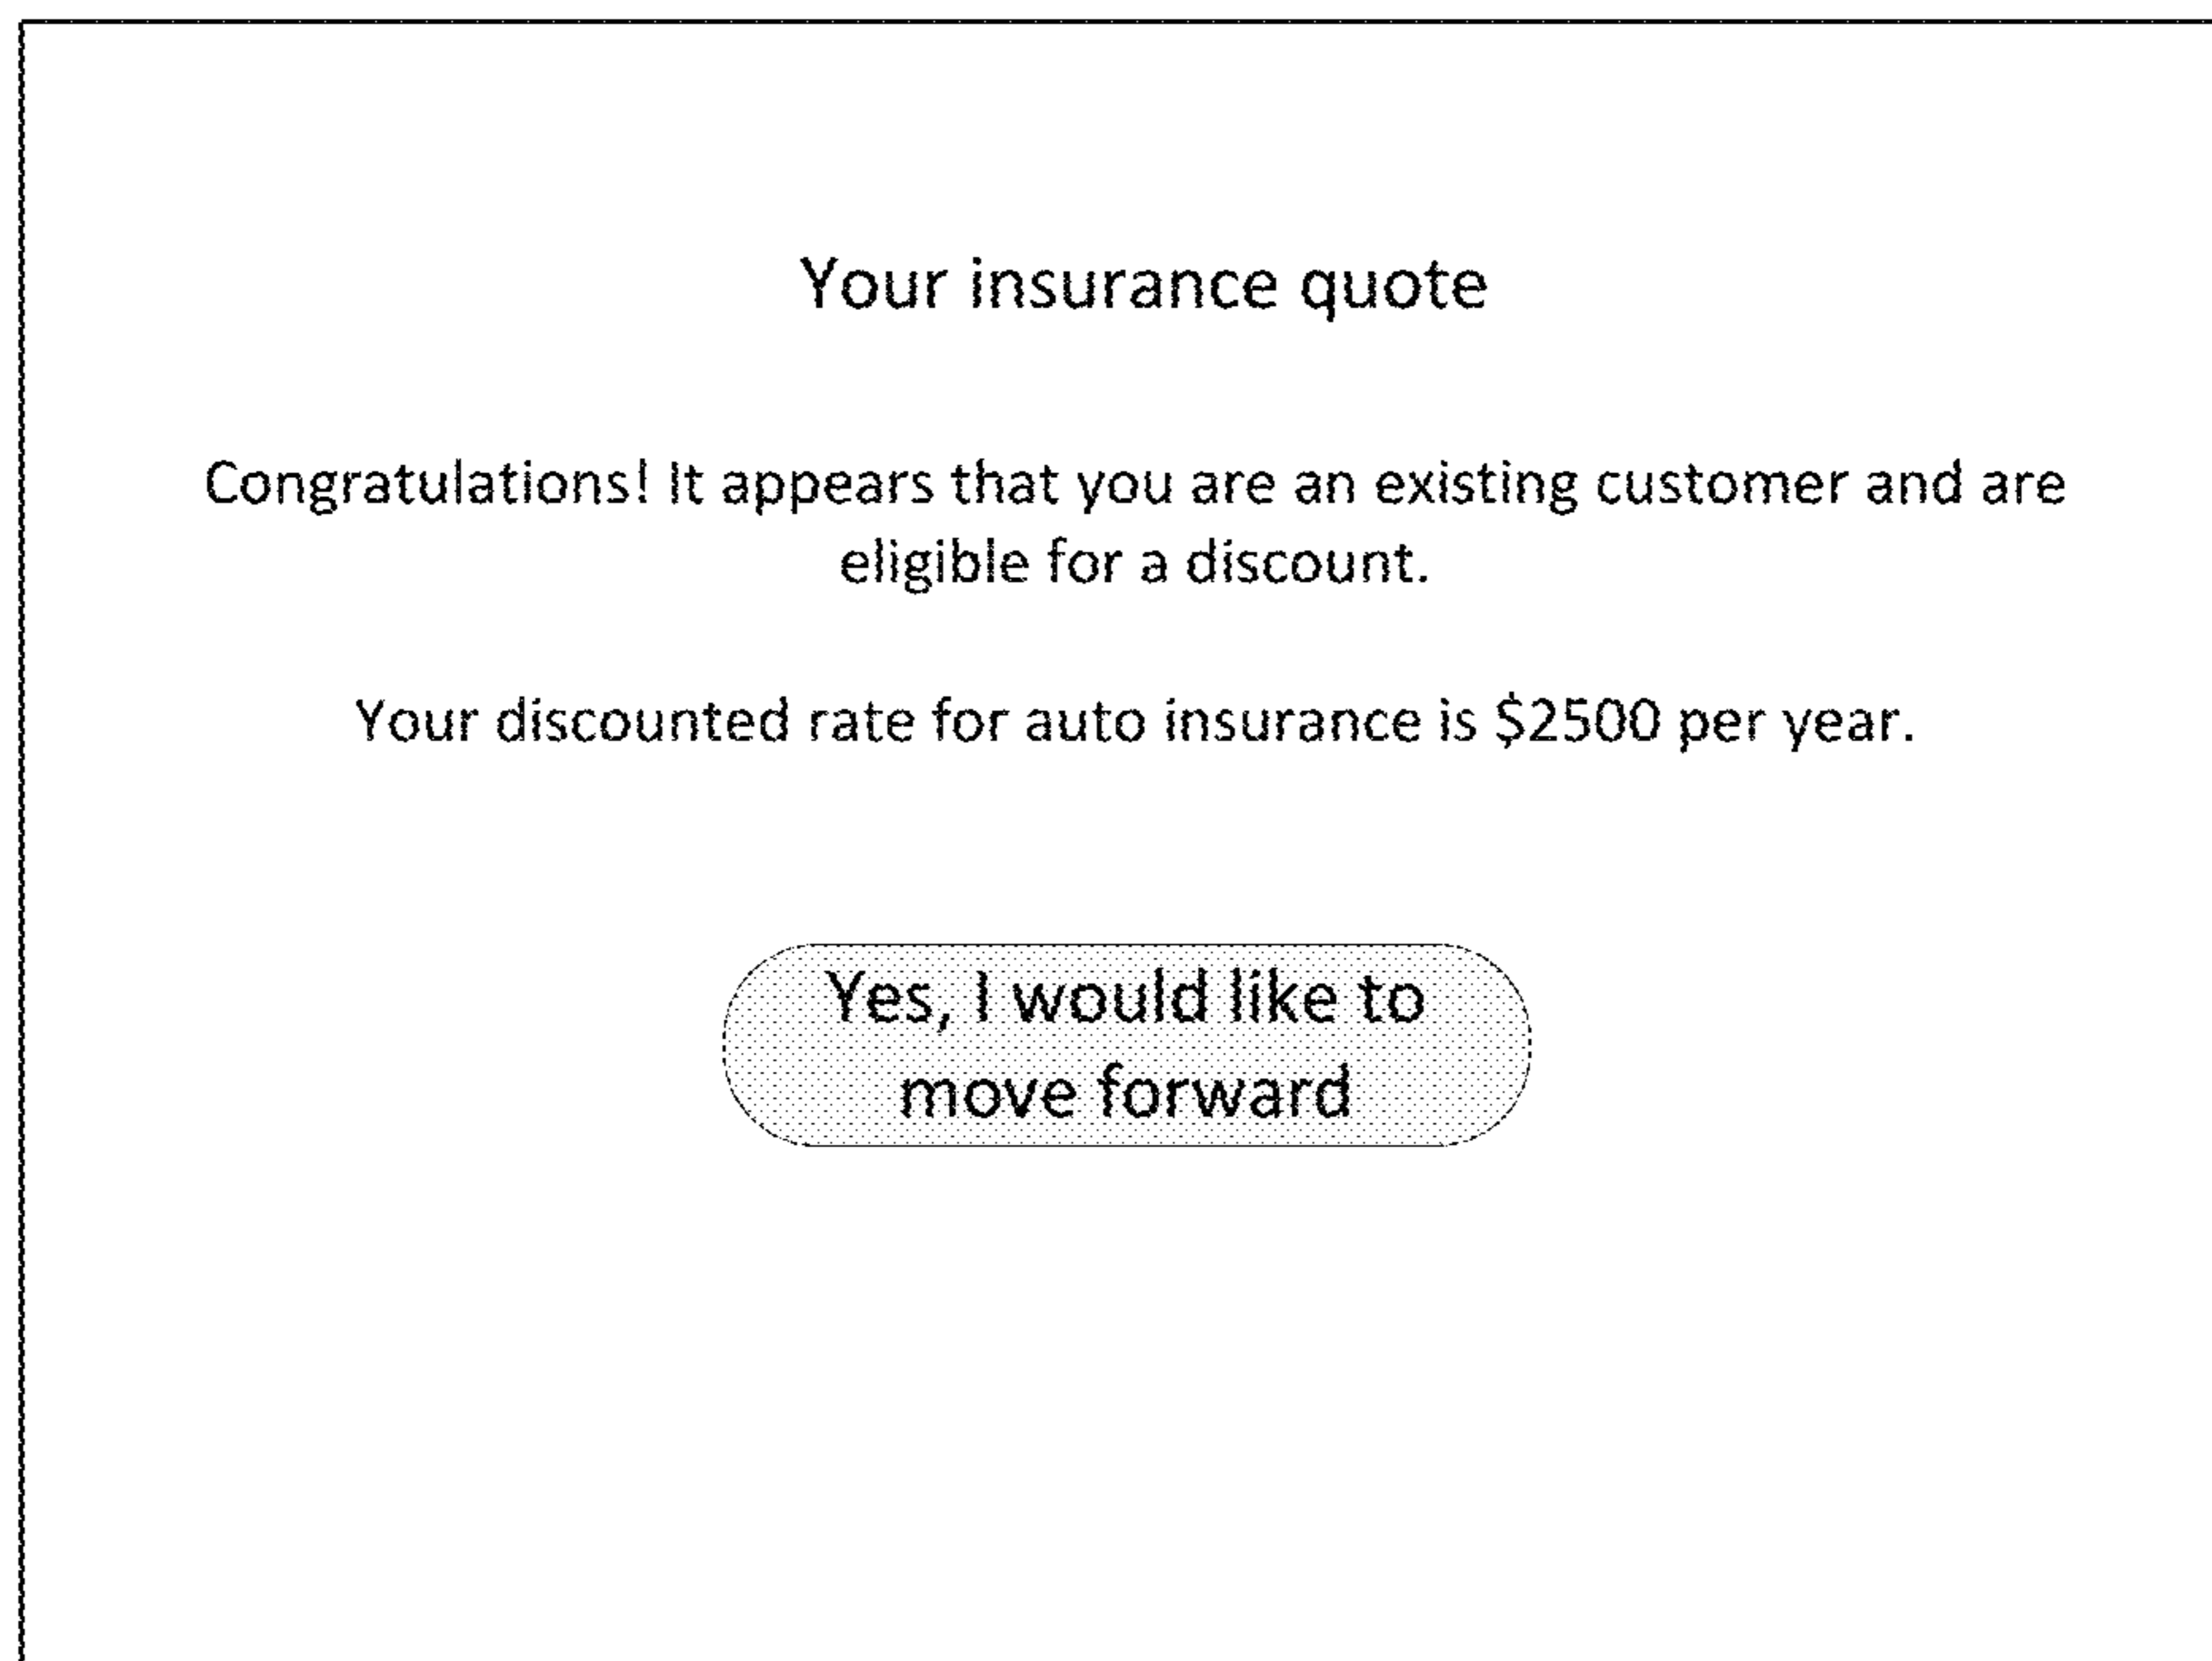 Your insurance quote
Congratulations! It appears that you are an existing customer and are
eligible for a discount.
Your discounted rate for auto insurance is $2500 per year.
Yes, I would like to
move forward